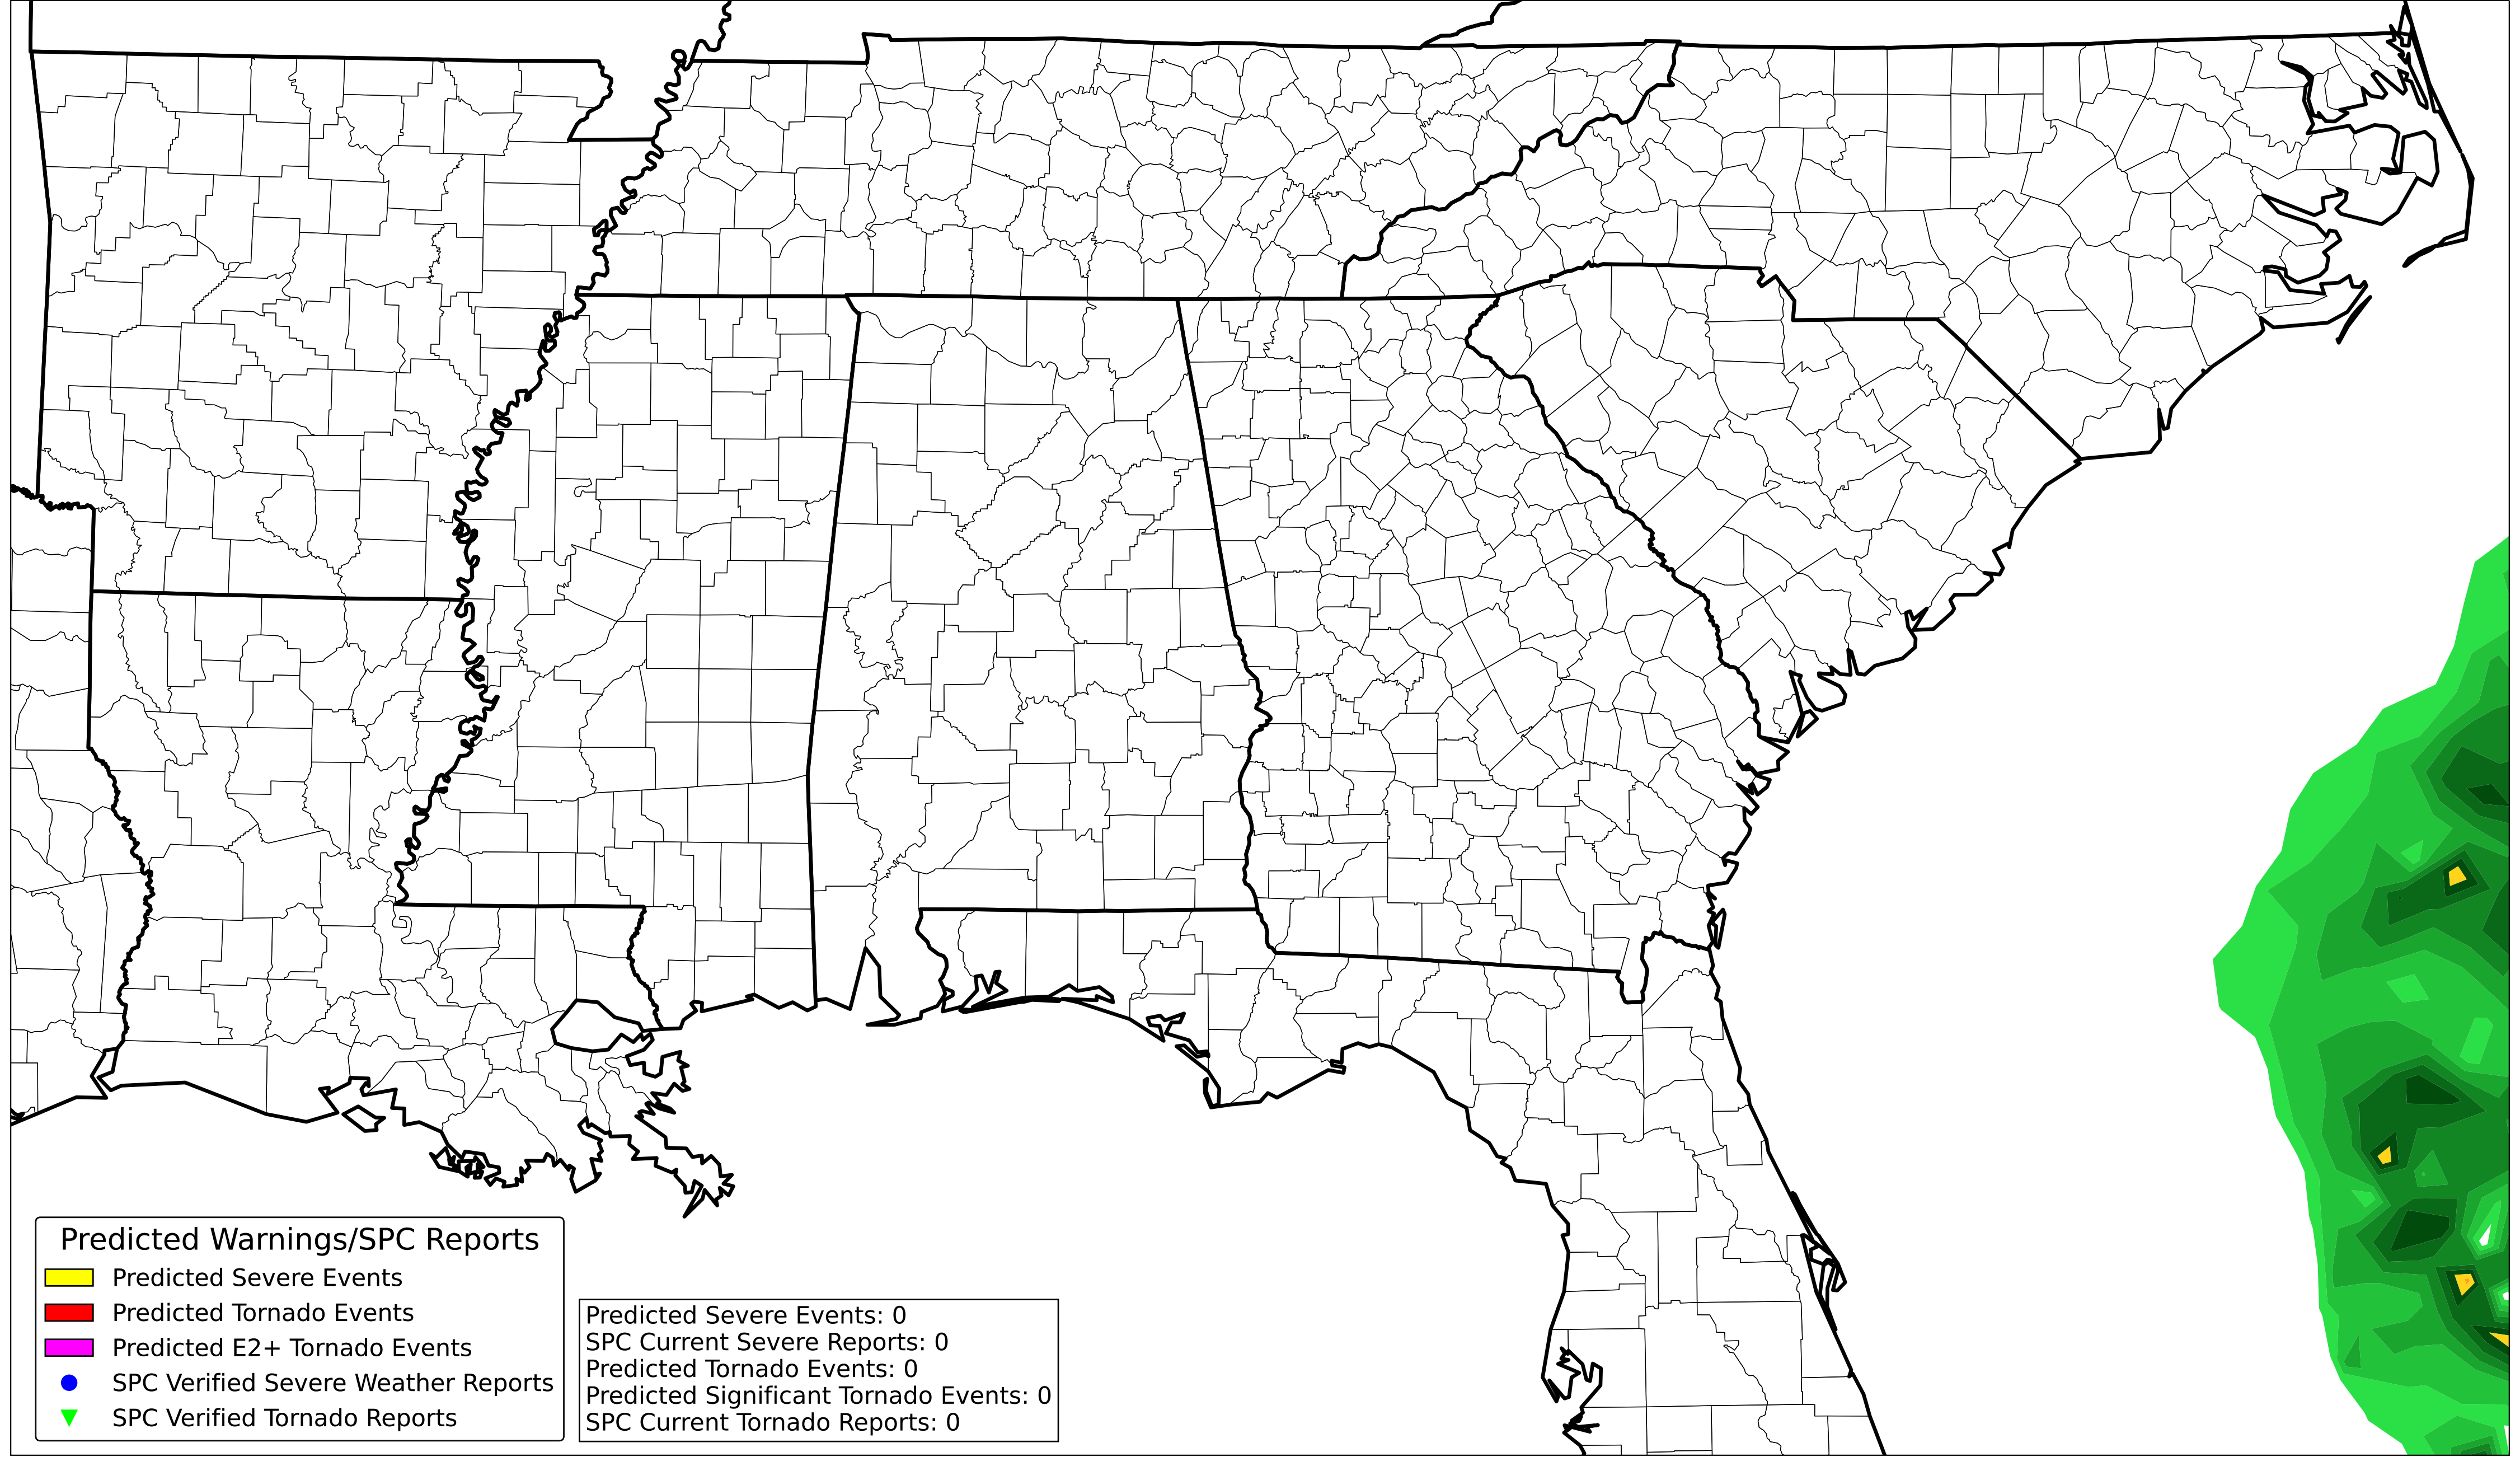 Predicted Warnings/SPC Reports
Predicted Severe Events
Predicted Tornado Events
Predicted E2+ Tornado Events
SPC Verified Severe Weather Reports
SPC Verified Tornado Reports
Predicted Severe Events: 0
SPC Current Severe Reports: 0
Predicted Tornado Events: 0
Predicted Significant Tornado Events: 0
SPC Current Tornado Reports: 0